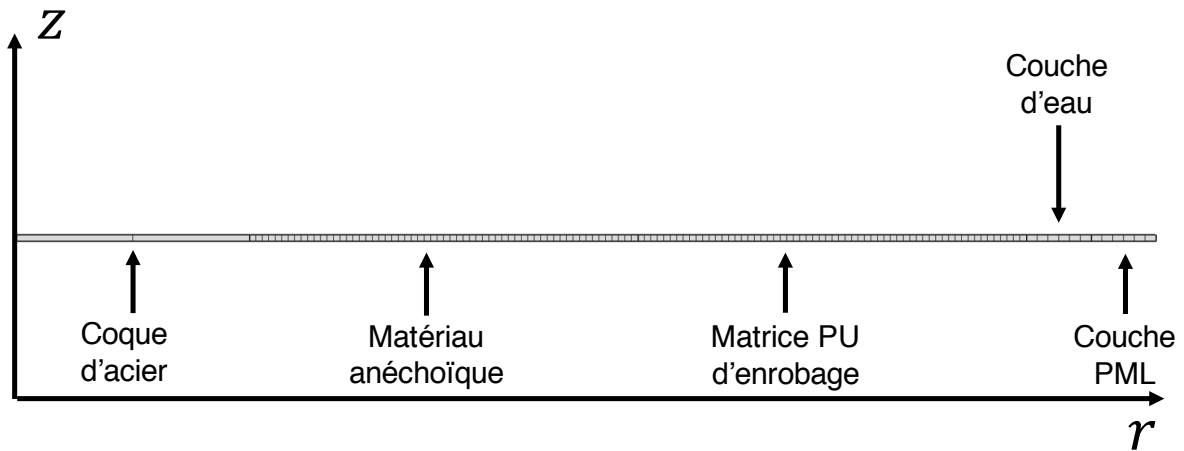 z
Couche
d'eau
Coque
d'acier
Matériau
anéchoïque
Matrice PU
d'enrobage
Couche
PML
r